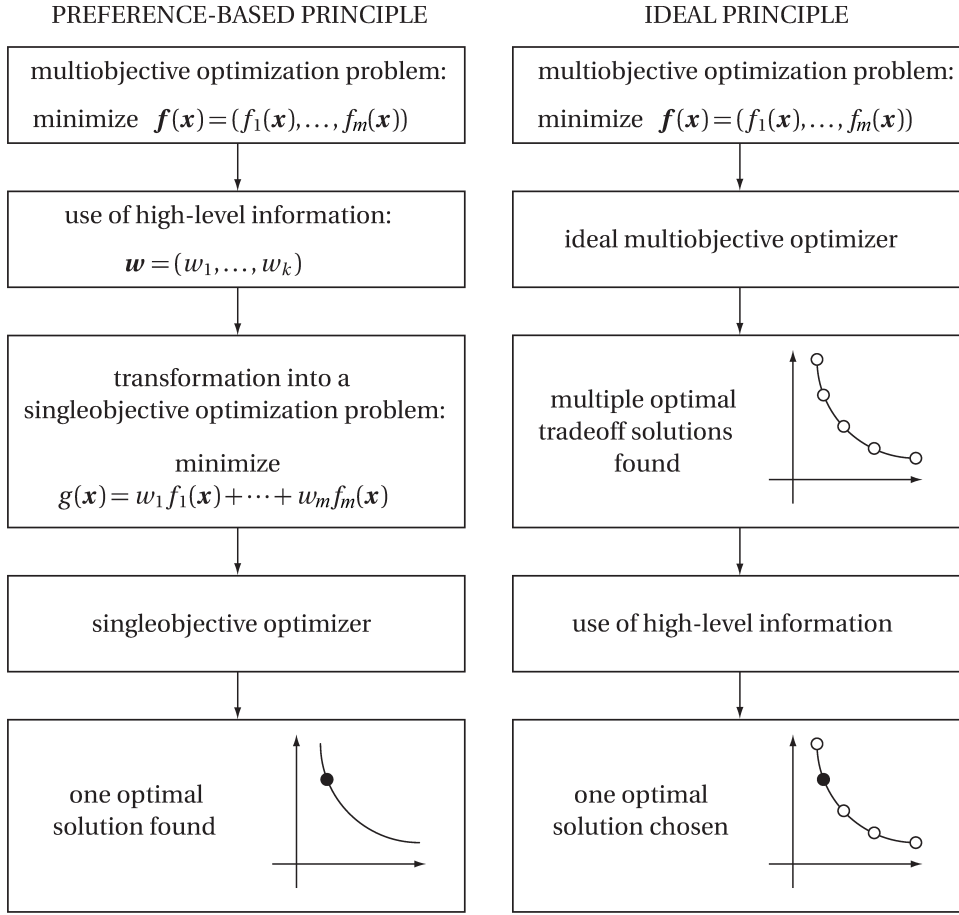 PREFERENCE-BASED PRINCIPLE
multiobjective optimization problem:
minimize f(x)=(f₁(x),…,fₘ(x))
use of high-level information:
w=(w₁,…,wₖ)
transformation into a
singleobjective optimization problem:
minimize
g(x)=w₁f₁(x)+⋯+wₘfₘ(x)
singleobjective optimizer
one optimal
solution found
IDEAL PRINCIPLE
multiobjective optimization problem:
minimize f(x)=(f₁(x),…,fₘ(x))
ideal multiobjective optimizer
multiple optimal
tradeoff solutions
found
use of high-level information
one optimal
solution chosen